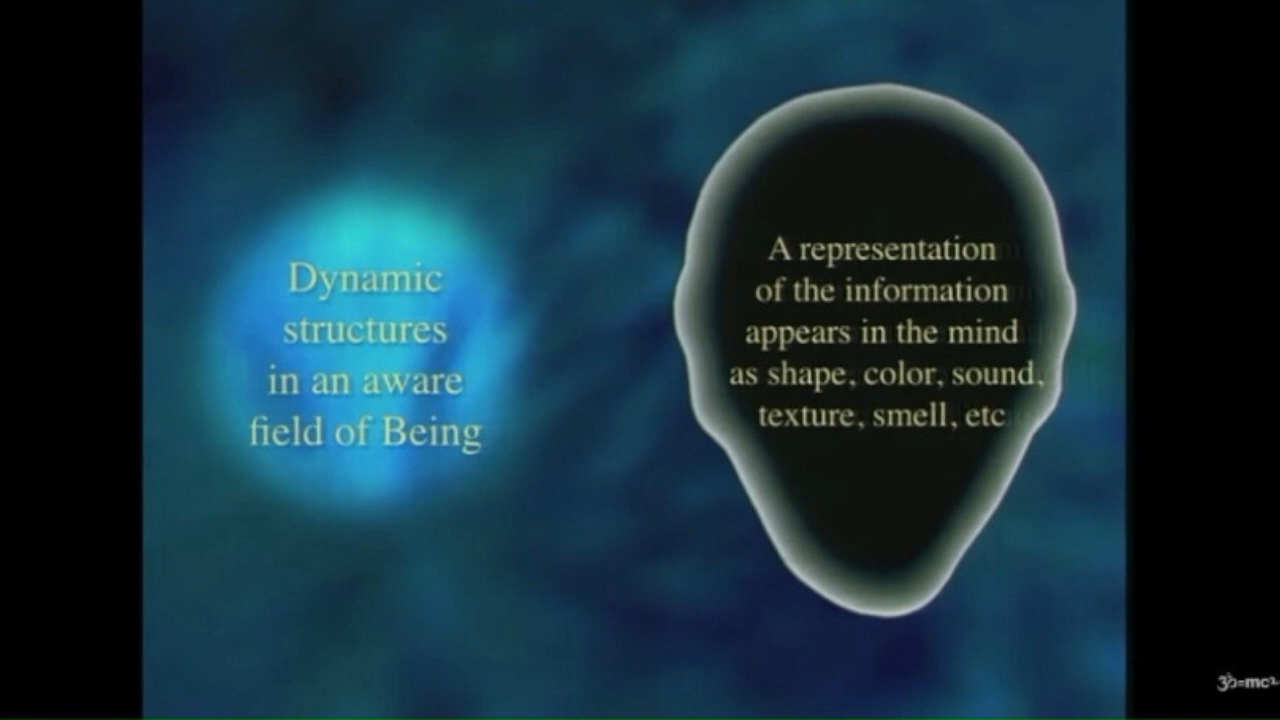 Dynamic
structures
in an aware
field of Being
A representation
of the information
appears in the mind
as shape, color, sound,
texture, smell, etc
ॐ=mc²